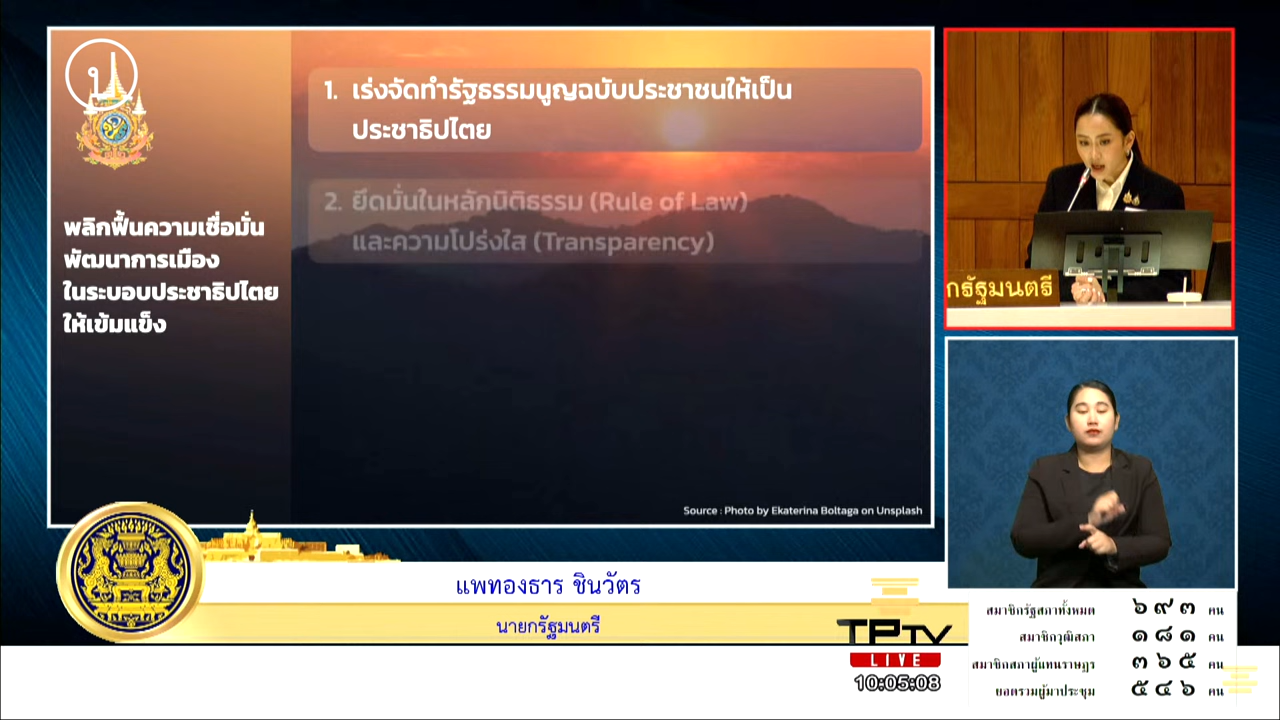 น
พลิกฟื้นความเชื่อมั่น
พัฒนาการเมือง
ในระบอบประชาธิปไตย
ให้เข้มแข็ง
1. เร่งจัดทำรัฐธรรมนูญฉบับประชาชนให้เป็น
ประชาธิปไตย
2. ยึดมั่นในหลักนิติธรรม (Rule of Law)
และความโปร่งใส (Transparency)
Source : Photo by Ekaterina Boltaga on Unsplash
กรัฐมนตรี
แพทองธาร ชินวัตร
นายกรัฐมนตรี
TPTV
LIVE
10:05:08
สมาชิกรัฐสภาทั้งหมด ๖๙๓ คน
สมาชิกวุฒิสภา ๑๘๑ คน
สมาชิกสภาผู้แทนราษฎร ๓๖๕ คน
ยอดรวมผู้มาประชุม ๕๔๖ คน